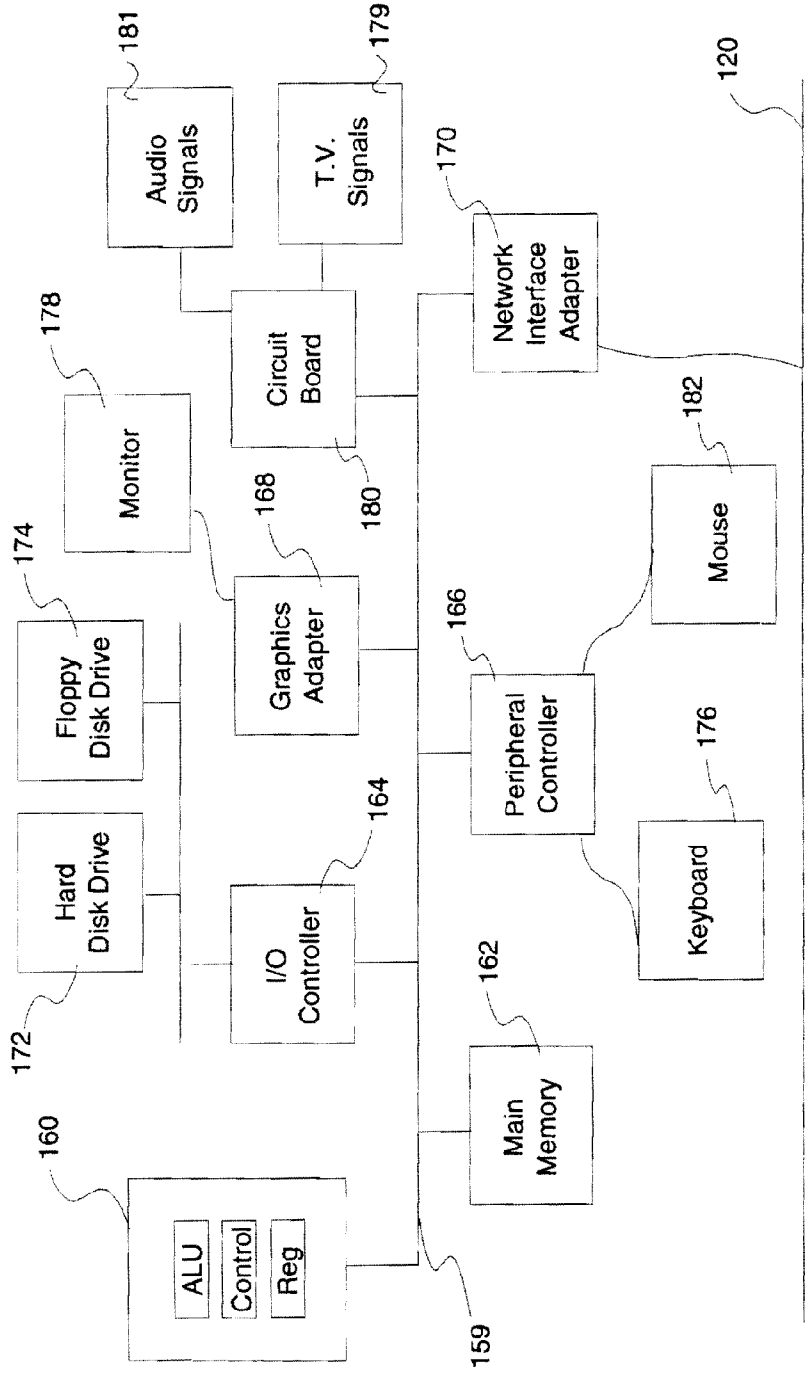 160
ALU
Control
Reg
159
172
Hard
Disk Drive
174
Floppy
Disk Drive
I/O
Controller
164
178
Monitor
Graphics
Adapter
168
181
Audio
Signals
179
T.V.
Signals
Circuit
Board
180
162
Main
Memory
166
Peripheral
Controller
176
Keyboard
182
Mouse
170
Network
Interface
Adapter
120